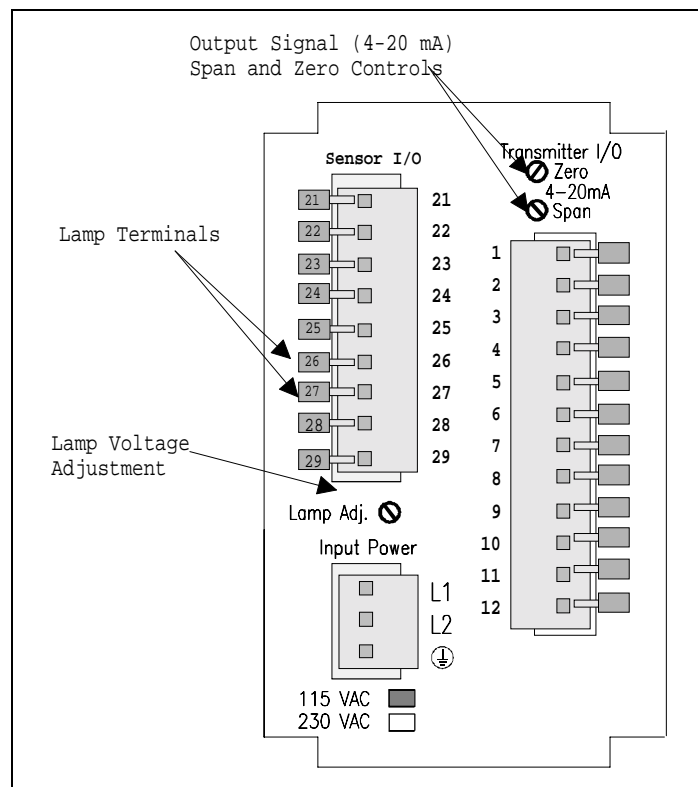 Output Signal (4-20 mA)
Span and Zero Controls
Transmitter I/O
Zero
4-20mA
Span
Sensor I/O
21 21
22 22
23 23
24 24
25 25
26 26
27 27
28 28
29 29
Lamp Terminals
Lamp Voltage
Adjustment
1
2
3
4
5
6
7
8
9
10
11
12
Lamp Adj.
Input Power
L1
L2
115 VAC
230 VAC